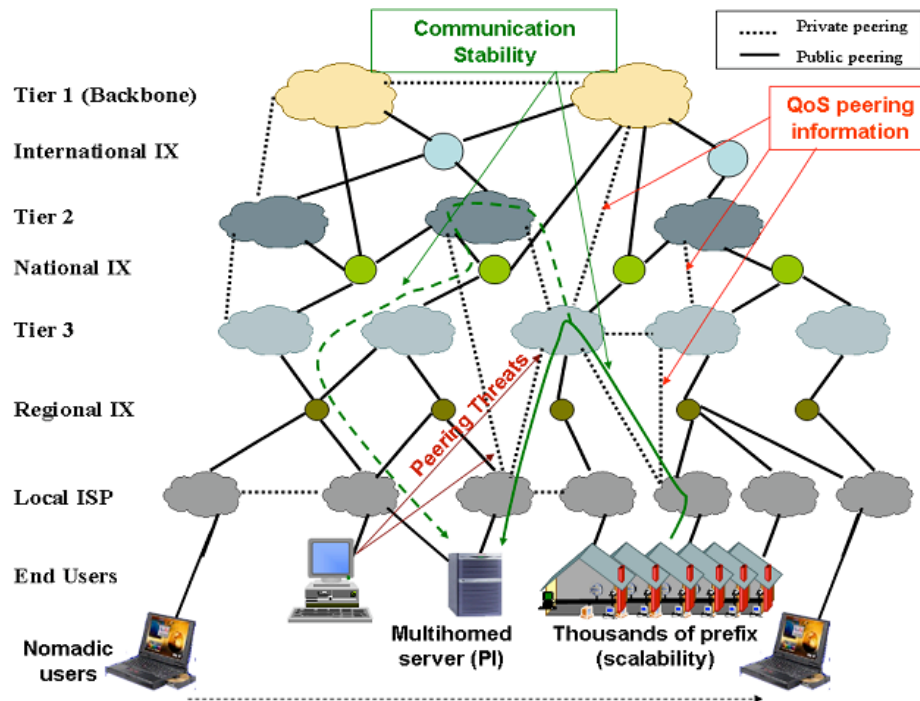 Communication
Stability
Private peering
Public peering
Tier 1 (Backbone)
QoS peering
information
International IX
Tier 2
National IX
Tier 3
Peering Threats
Regional IX
Local ISP
End Users
Nomadic
users
Multihomed
server (PI)
Thousands of prefix
(scalability)